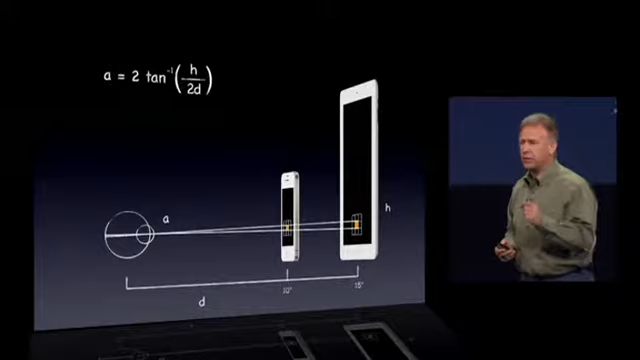 a = 2 tan⁻¹(h/2d)
a
h
d
10"
15"